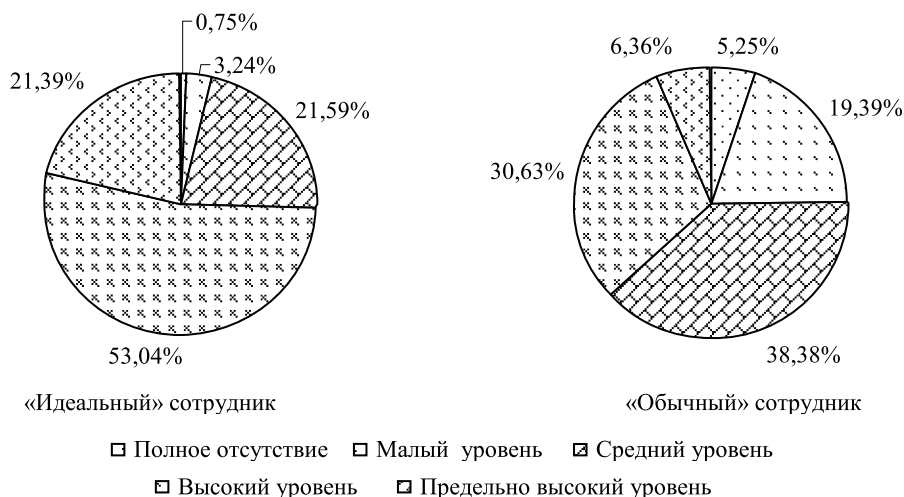 0,75%
3,24%
21,39%
21,59%
53,04%
6,36%
5,25%
19,39%
30,63%
38,38%
«Идеальный» сотрудник
«Обычный» сотрудник
Полное отсутствие Малый уровень Средний уровень
Высокий уровень Предельно высокий уровень